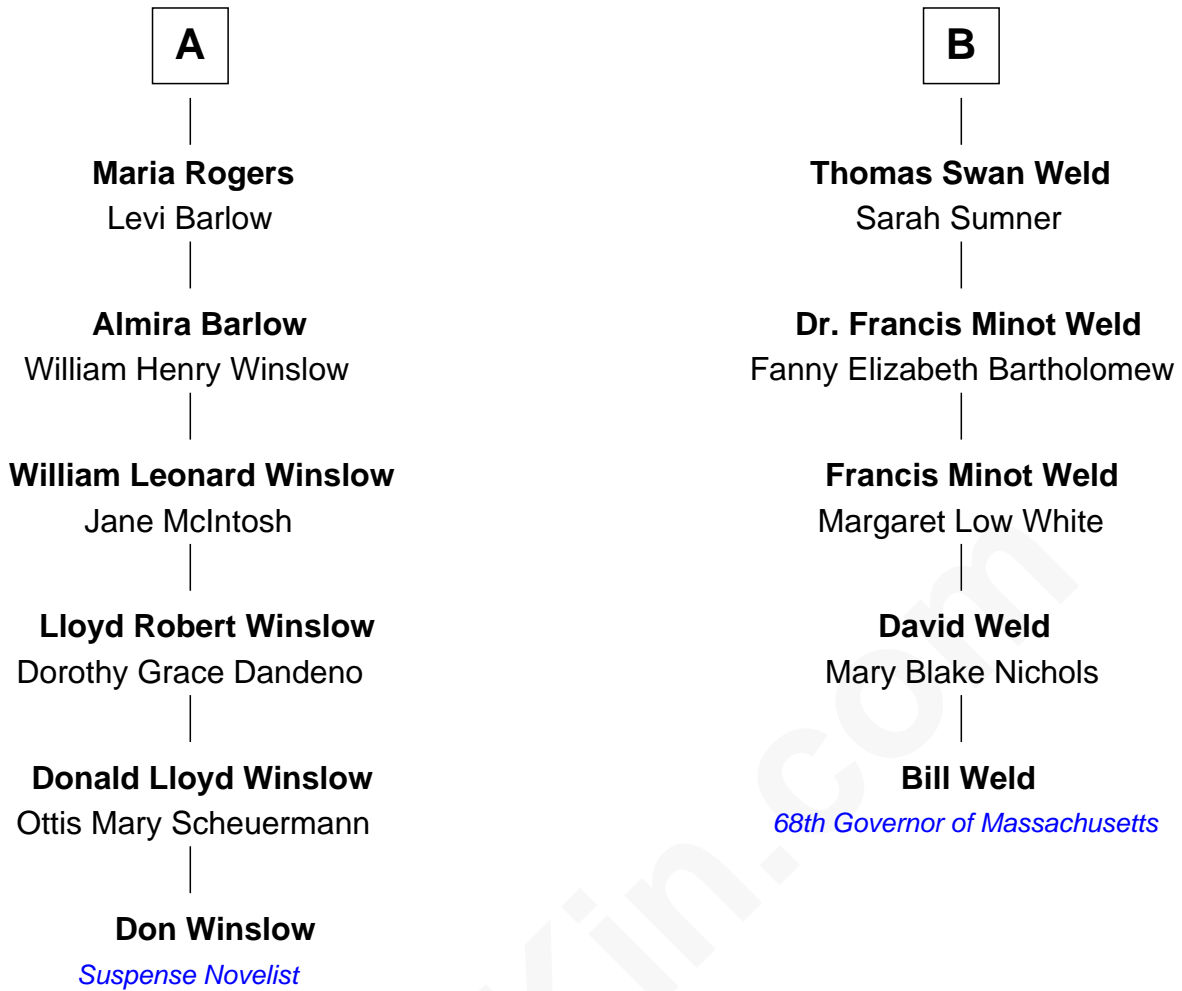 A
Maria Rogers
Levi Barlow
Almira Barlow
William Henry Winslow
William Leonard Winslow
Jane McIntosh
Lloyd Robert Winslow
Dorothy Grace Dandeno
Donald Lloyd Winslow
Ottis Mary Scheuermann
Don Winslow
Suspense Novelist
B
Thomas Swan Weld
Sarah Sumner
Dr. Francis Minot Weld
Fanny Elizabeth Bartholomew
Francis Minot Weld
Margaret Low White
David Weld
Mary Blake Nichols
Bill Weld
68th Governor of Massachusetts